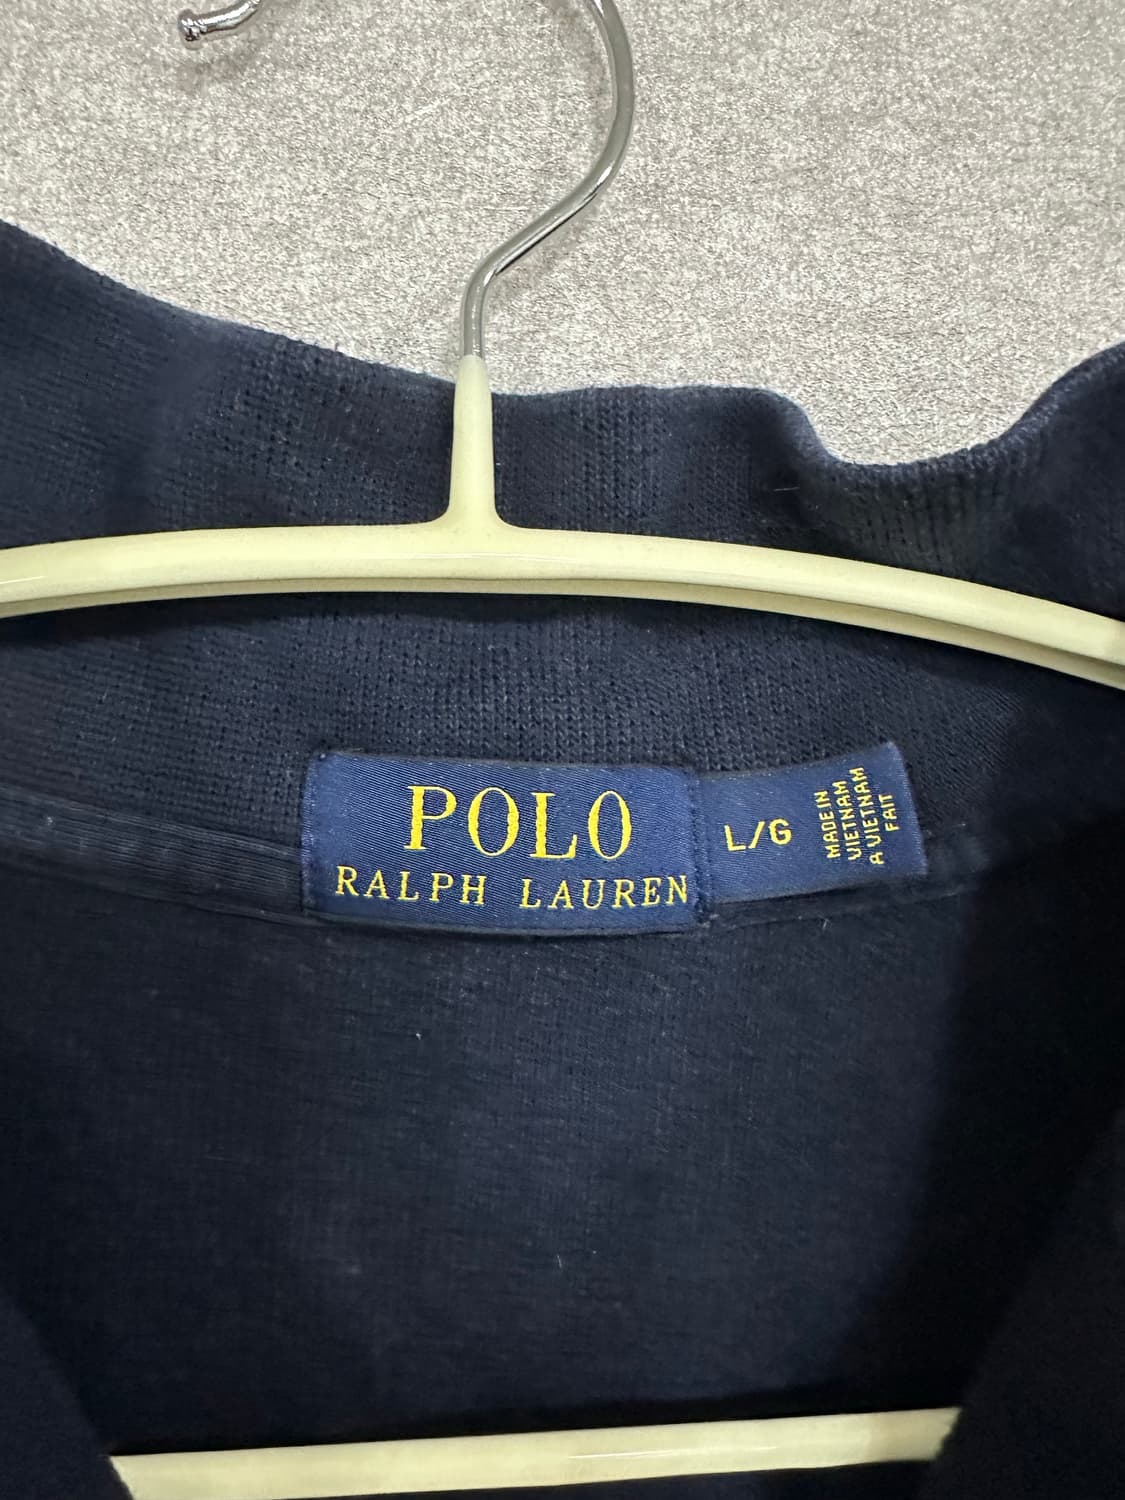 POLO
RALPH LAUREN
L/G
MADE IN
VIETNAM
A VIETNAM
FAIT